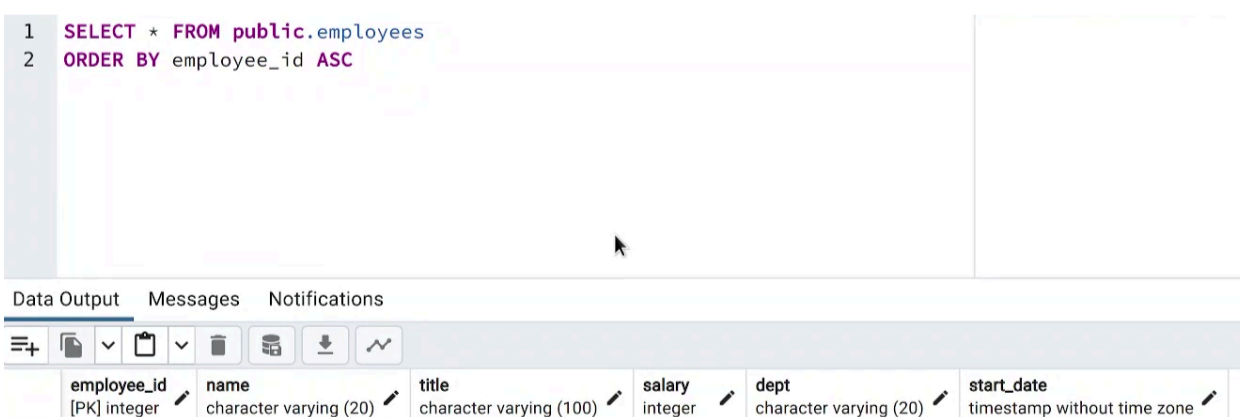 1 SELECT * FROM public.employees
2 ORDER BY employee_id ASC
Data Output Messages Notifications
employee_id name title salary dept start_date
[PK] integer character varying (20) character varying (100) integer character varying (20) timestamp without time zone